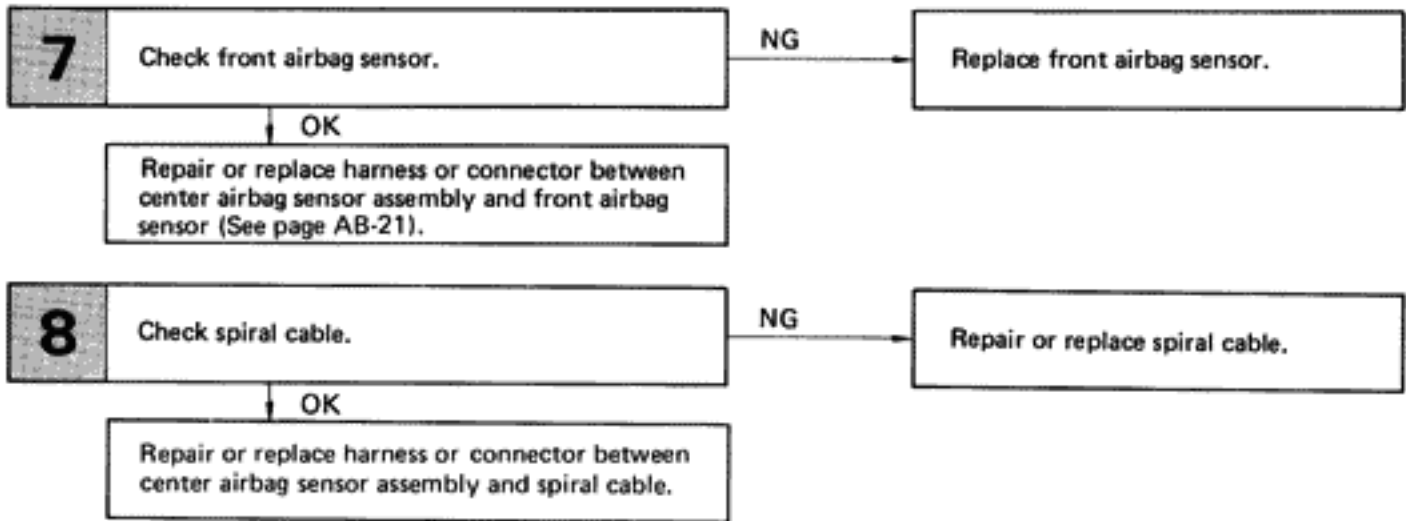 7
Check front airbag sensor.
NG
Replace front airbag sensor.
OK
Repair or replace harness or connector between
center airbag sensor assembly and front airbag
sensor (See page AB-21).
8
Check spiral cable.
NG
Repair or replace spiral cable.
OK
Repair or replace harness or connector between
center airbag sensor assembly and spiral cable.